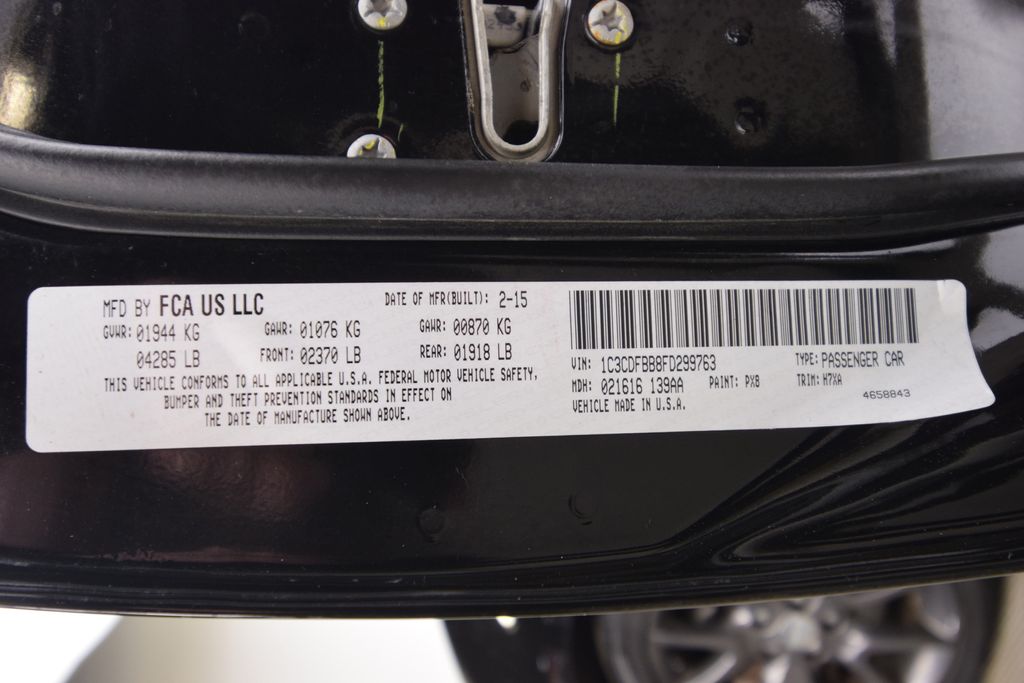 MFD BY FCA US LLC DATE OF MFR(BUILT): 2-15
GVWR: 01944 KG GAWR: 01076 KG GAWR: 00870 KG
04285 LB FRONT: 02370 LB REAR: 01918 LB
THIS VEHICLE CONFORMS TO ALL APPLICABLE U.S.A. FEDERAL MOTOR VEHICLE SAFETY,
BUMPER AND THEFT PREVENTION STANDARDS IN EFFECT ON
THE DATE OF MANUFACTURE SHOWN ABOVE.
VIN: 1C3CDFBB8FD299763 TYPE: PASSENGER CAR
MDH: 021616 139AA PAINT: PX8 TRIM: H7XA
VEHICLE MADE IN U.S.A. 4658843